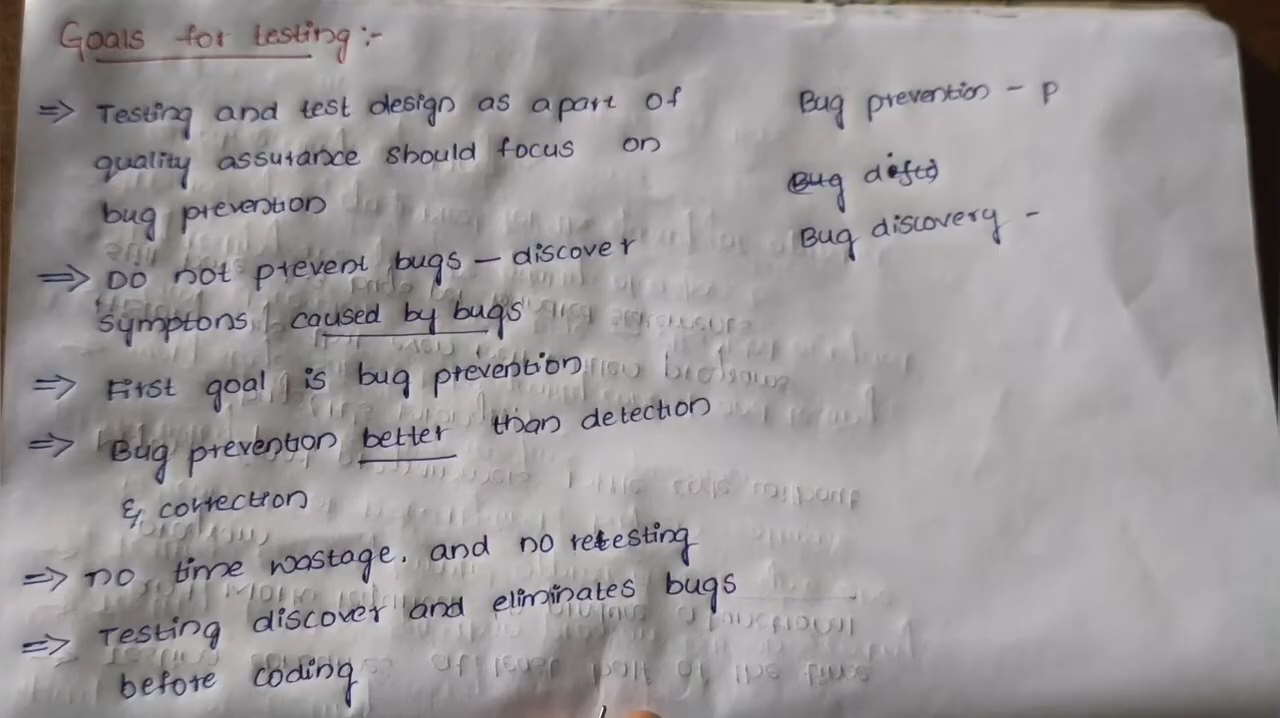 Goals for testing :-
⇒ Testing and test design as a part of
quality assurance should focus on
bug prevention
⇒ Do not prevent bugs – discover
symptons caused by bugs
⇒ First goal is bug prevention
⇒ Bug prevention better than detection
& correction
⇒ no time wastage. and no retesting
⇒ Testing discover and eliminates bugs
before coding
Bug prevention - P
Bug
Bug discovery -